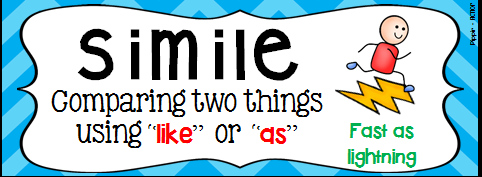 simile
Comparing two things
using “like” or “as”
Fast as
lightning